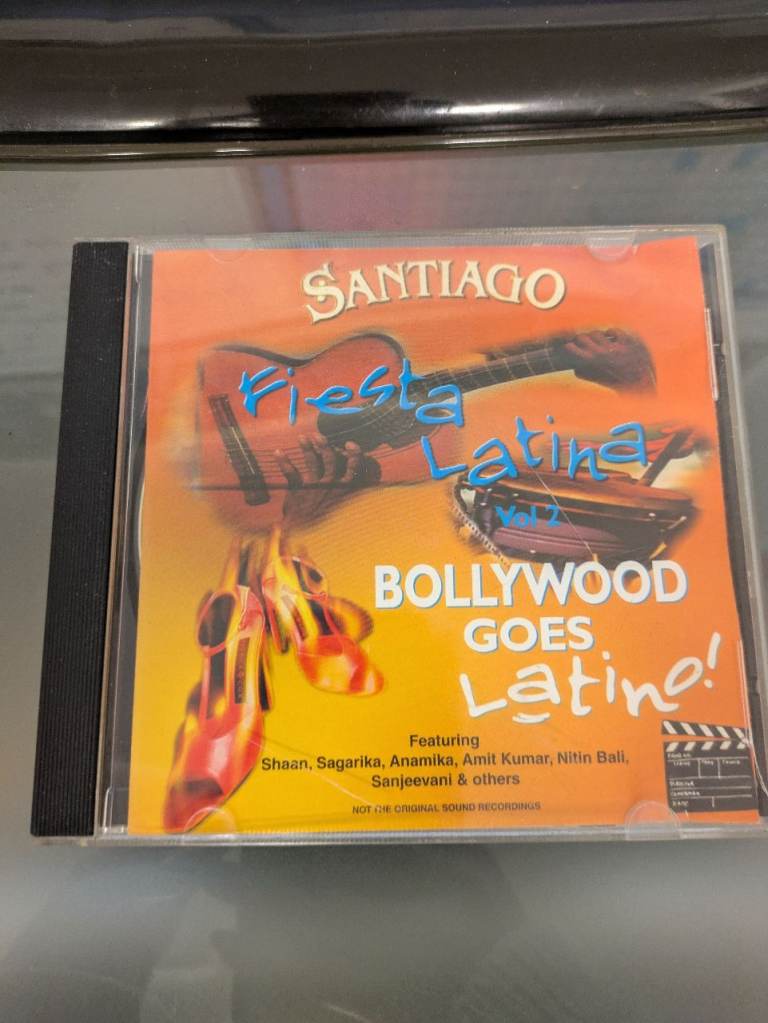 SANTIAGO
Fiesta
Latina
Vol 2
BOLLYWOOD
GOES
Latino!
Featuring
Shaan, Sagarika, Anamika, Amit Kumar, Nitin Bali,
Sanjeevani & others
NOT THE ORIGINAL SOUND RECORDINGS